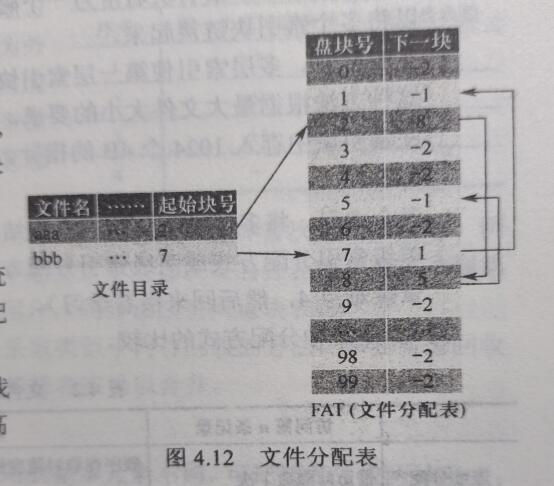 盘块号 下一块
0 -2
1 -1
2 8
3 -2
4 -2
5 -1
6 -2
7 1
8 5
9 -2
… …
98 -2
99 -2
FAT(文件分配表)
文件名 …… 起始块号
aaa … 2
bbb … 7
文件目录
图 4.12 文件分配表